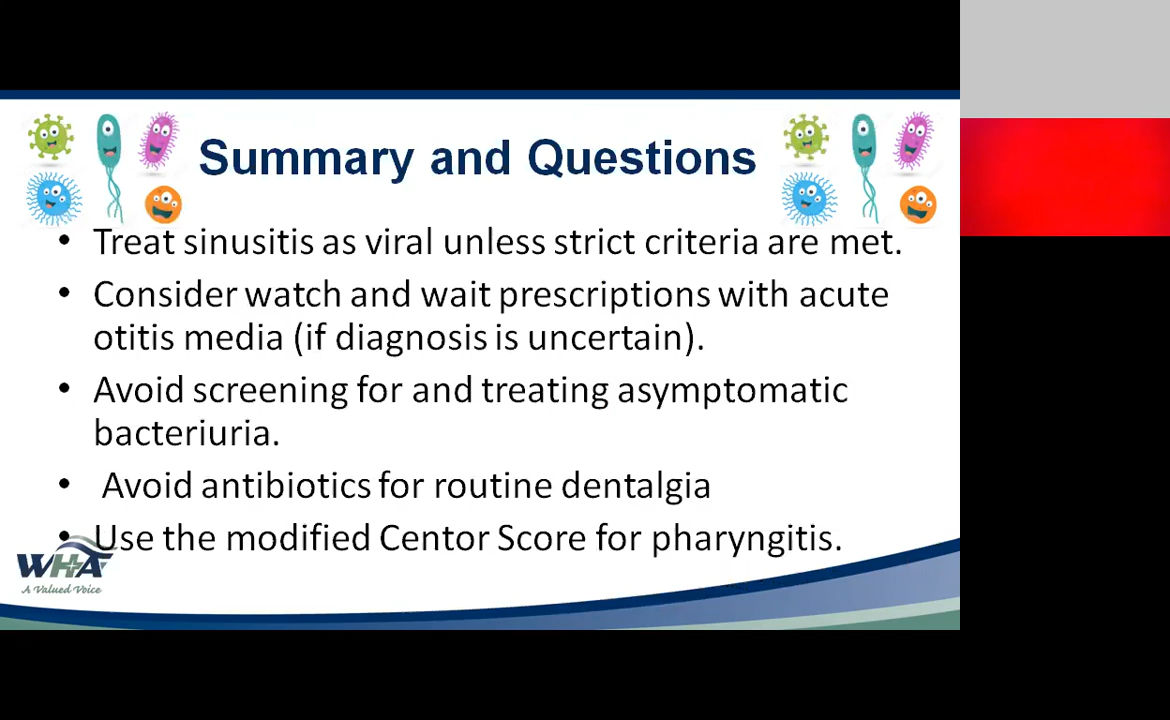 Summary and Questions
• Treat sinusitis as viral unless strict criteria are met.
• Consider watch and wait prescriptions with acute
otitis media (if diagnosis is uncertain).
• Avoid screening for and treating asymptomatic
bacteriuria.
• Avoid antibiotics for routine dentalgia
• Use the modified Centor Score for pharyngitis.
WHA
A Valued Voice